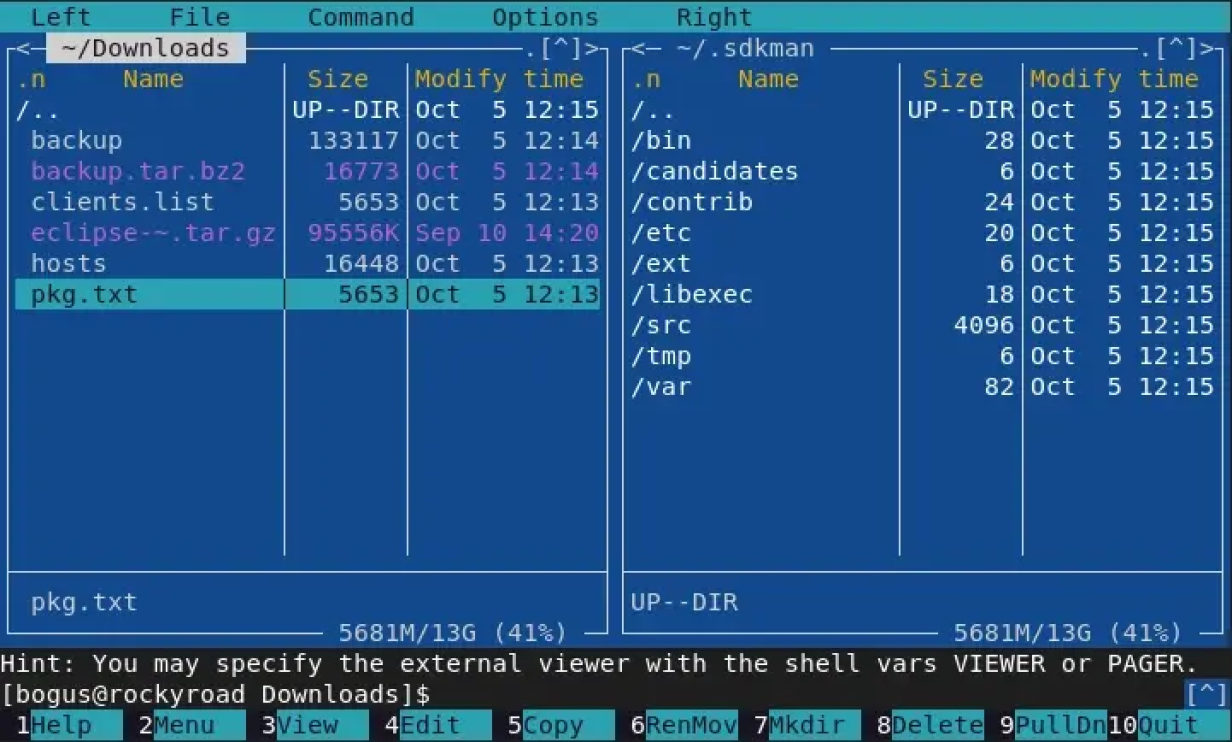 Left File Command Options Right
<─ ~/Downloads .[^]> <─ ~/.sdkman .[^]>
.n Name Size Modify time .n Name Size Modify time
/.. UP--DIR Oct 5 12:15 /.. UP--DIR Oct 5 12:15
backup 133117 Oct 5 12:14 /bin 28 Oct 5 12:15
backup.tar.bz2 16773 Oct 5 12:14 /candidates 6 Oct 5 12:15
clients.list 5653 Oct 5 12:13 /contrib 24 Oct 5 12:15
eclipse-~.tar.gz 95556K Sep 10 14:20 /etc 20 Oct 5 12:15
hosts 16448 Oct 5 12:13 /ext 6 Oct 5 12:15
pkg.txt 5653 Oct 5 12:13 /libexec 18 Oct 5 12:15
/src 4096 Oct 5 12:15
/tmp 6 Oct 5 12:15
/var 82 Oct 5 12:15
pkg.txt UP--DIR
5681M/13G (41%) 5681M/13G (41%)
Hint: You may specify the external viewer with the shell vars VIEWER or PAGER.
[bogus@rockyroad Downloads]$ [^]
1Help 2Menu 3View 4Edit 5Copy 6RenMov 7Mkdir 8Delete 9PullDn 10Quit